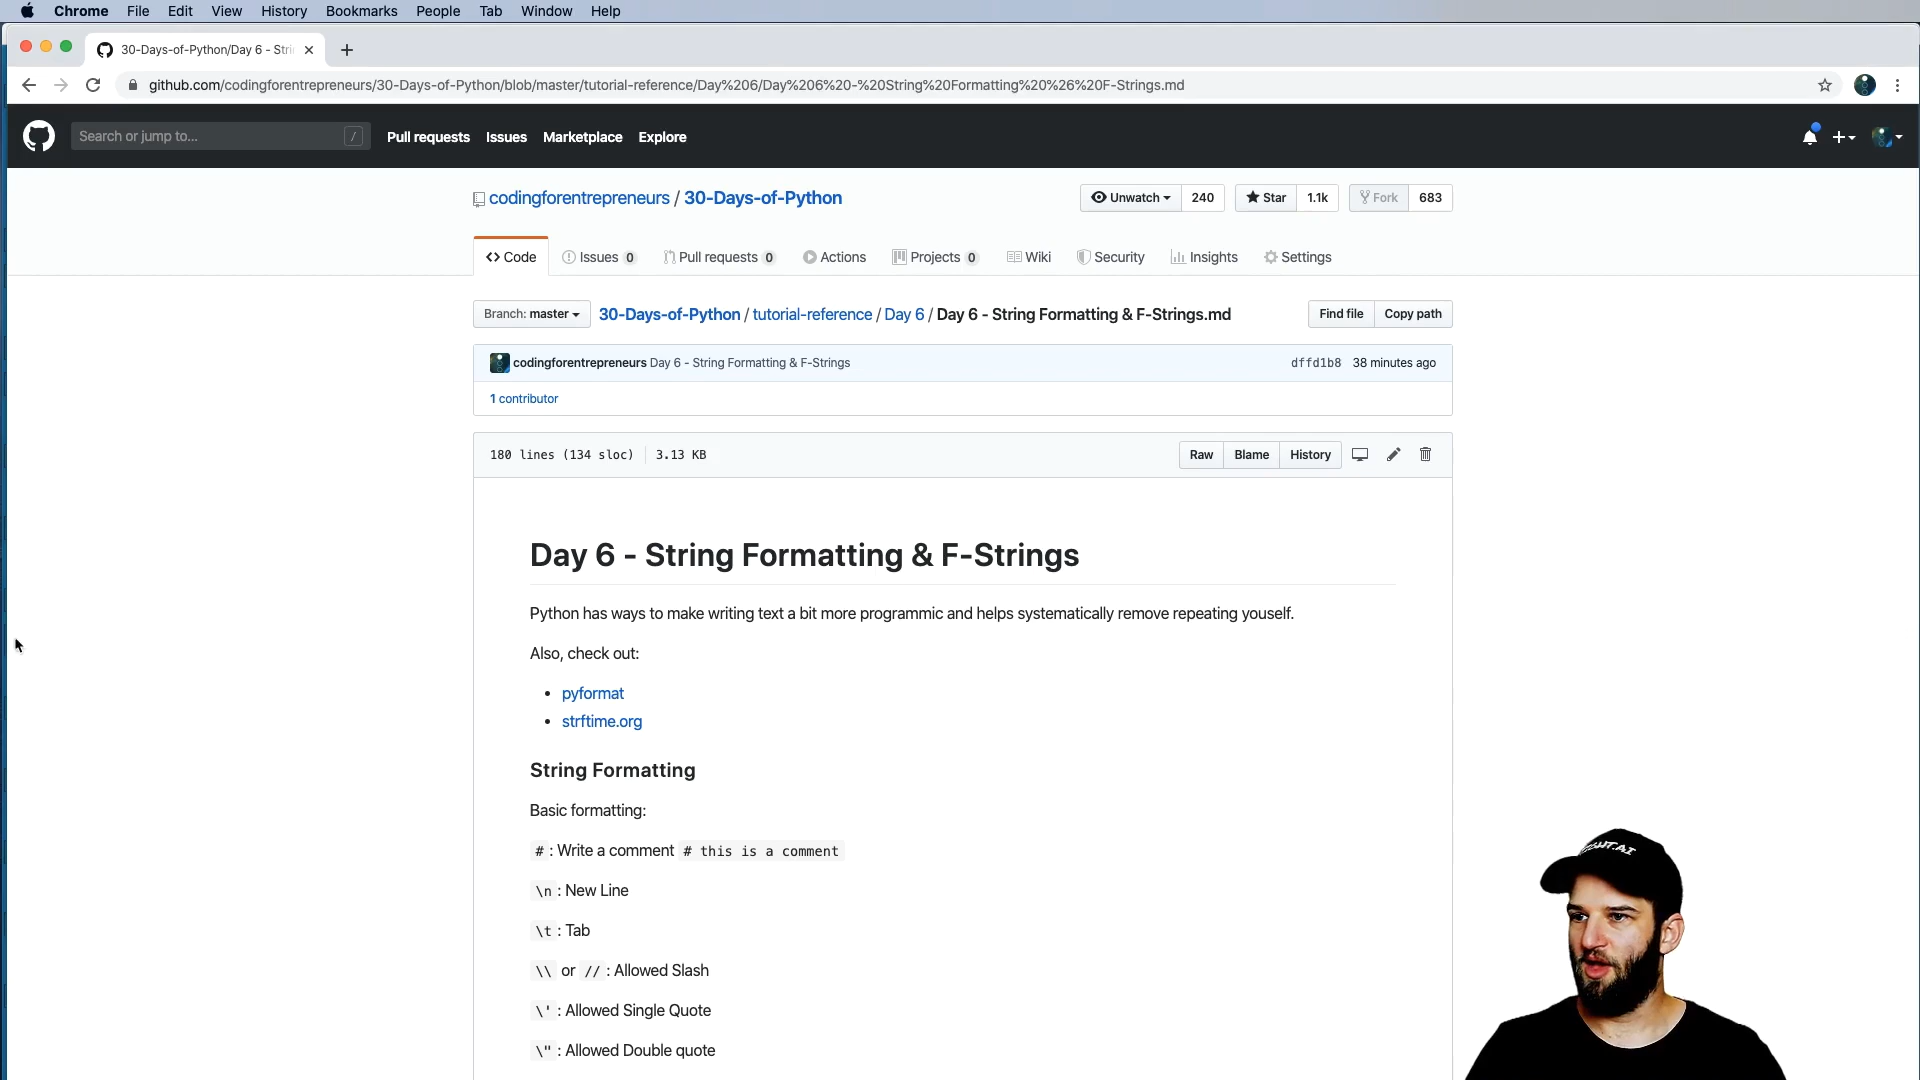 Chrome File Edit View History Bookmarks People Tab Window Help
30-Days-of-Python/Day 6 - Stri
github.com/codingforentrepreneurs/30-Days-of-Python/blob/master/tutorial-reference/Day%206/Day%206%20-%20String%20Formatting%20%26%20F-Strings.md
Search or jump to... / Pull requests Issues Marketplace Explore
codingforentrepreneurs / 30-Days-of-Python Unwatch 240 Star 1.1k Fork 683
Code Issues 0 Pull requests 0 Actions Projects 0 Wiki Security Insights Settings
Branch: master 30-Days-of-Python / tutorial-reference / Day 6 / Day 6 - String Formatting & F-Strings.md Find file Copy path
codingforentrepreneurs Day 6 - String Formatting & F-Strings dffd1b8 38 minutes ago
1 contributor
180 lines (134 sloc) 3.13 KB Raw Blame History
Day 6 - String Formatting & F-Strings
Python has ways to make writing text a bit more programmic and helps systematically remove repeating youself.
Also, check out:
• pyformat
• strftime.org
String Formatting
Basic formatting:
# : Write a comment # this is a comment
\n : New Line
\t : Tab
\\ or // : Allowed Slash
\' : Allowed Single Quote
\" : Allowed Double quote